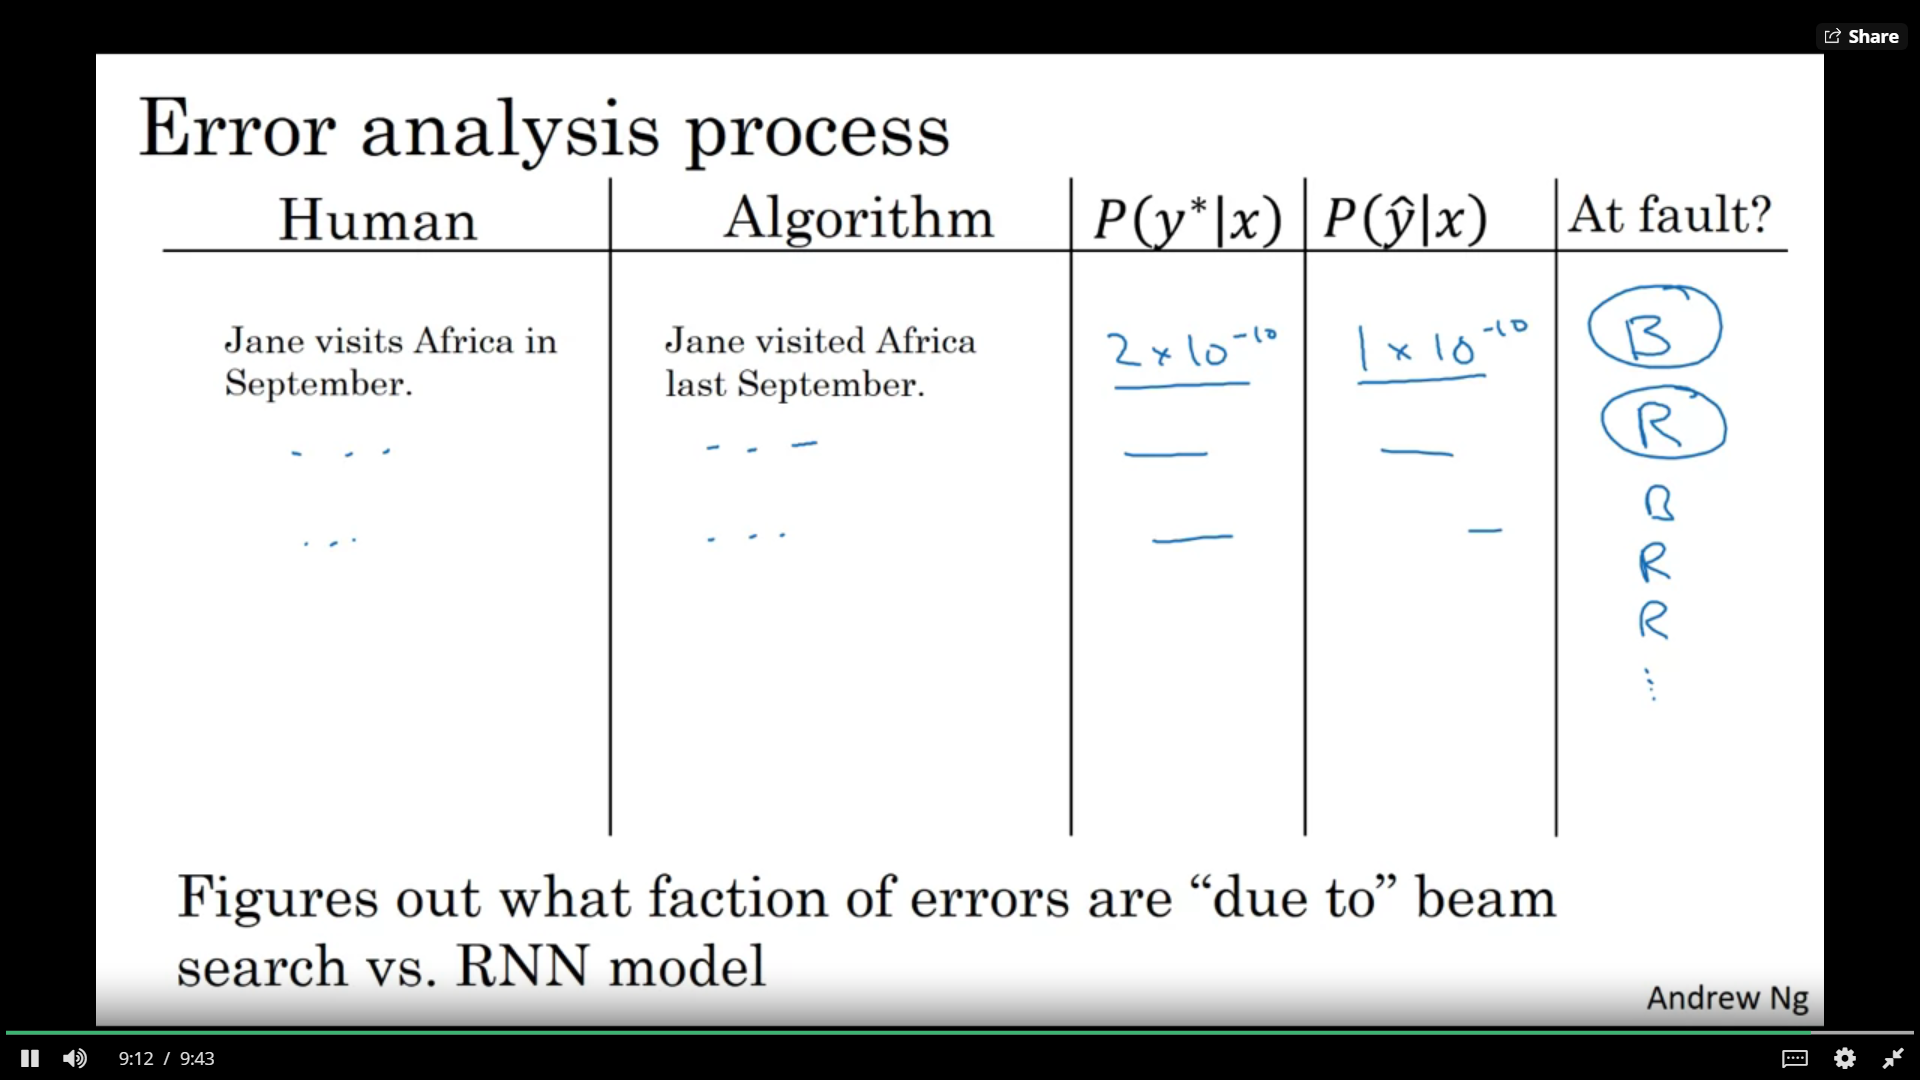 Share
Error analysis process
Human Algorithm P(y*|x) P(ŷ|x) At fault?
Jane visits Africa in September.
Jane visited Africa last September.
2 x 10^-10
1 x 10^-10
B
R
B
R
R
Figures out what faction of errors are “due to” beam
search vs. RNN model
Andrew Ng
9:12 / 9:43